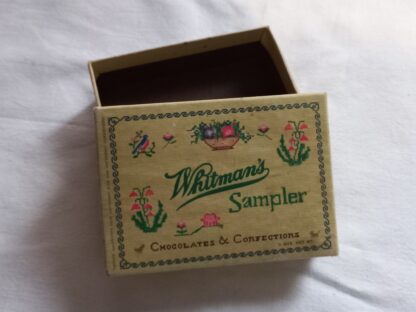 Whitman's
Sampler
CHOCOLATES & CONFECTIONS